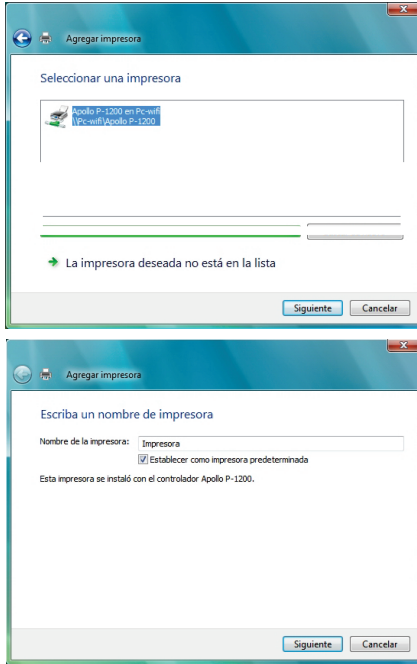 Agregar impresora
Seleccionar una impresora
Apollo P-1200 en Pc-wifi
\\Pc-wifi\Apollo P-1200
La impresora deseada no está en la lista
Siguiente
Cancelar
Agregar impresora
Escriba un nombre de impresora
Nombre de la impresora: Impresora
Establecer como impresora predeterminada
Esta impresora se instaló con el controlador Apollo P-1200.
Siguiente
Cancelar